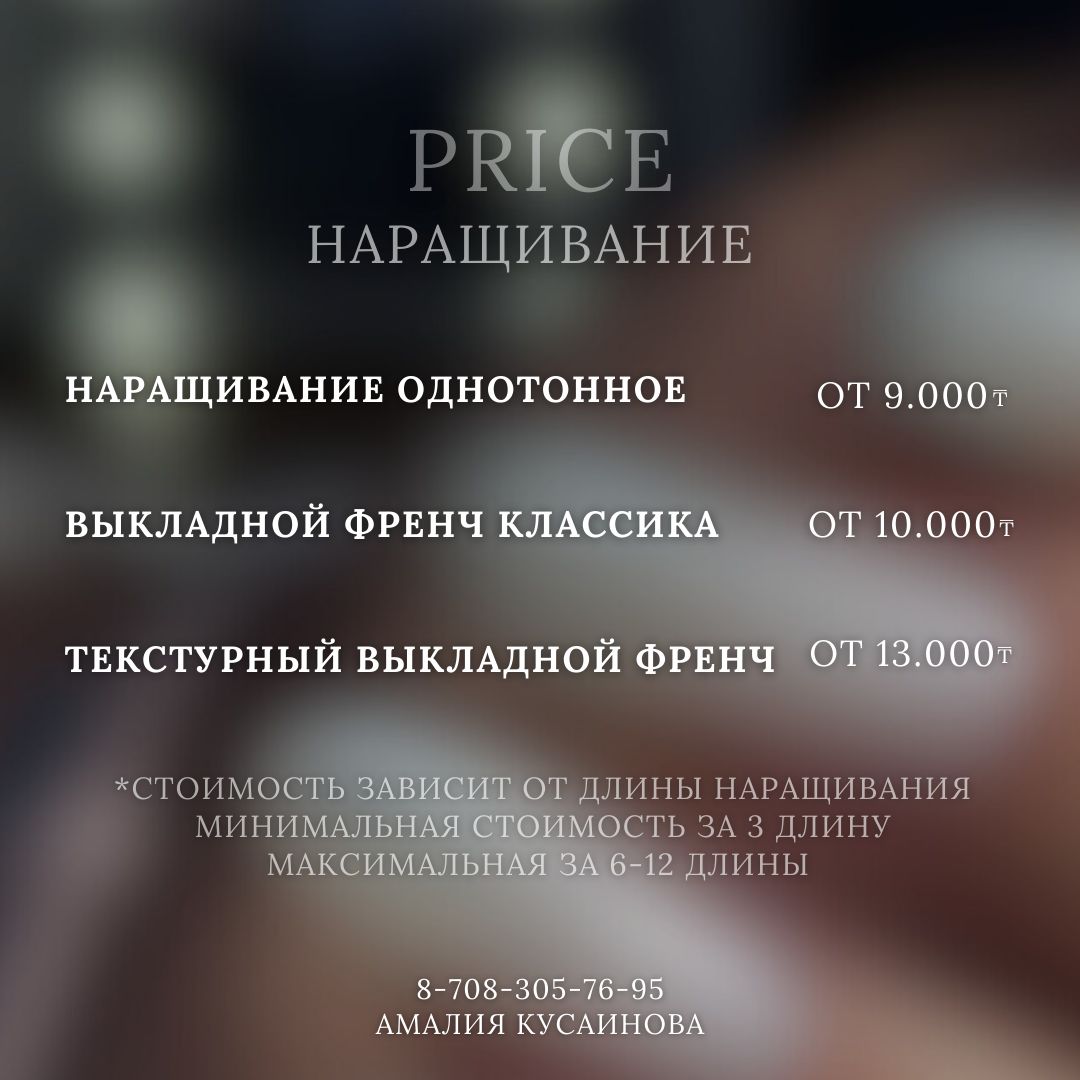 PRICE
НАРАЩИВАНИЕ
НАРАЩИВАНИЕ ОДНОТОННОЕ ОТ 9.000₸
ВЫКЛАДНОЙ ФРЕНЧ КЛАССИКА ОТ 10.000₸
ТЕКСТУРНЫЙ ВЫКЛАДНОЙ ФРЕНЧ ОТ 13.000₸
*СТОИМОСТЬ ЗАВИСИТ ОТ ДЛИНЫ НАРАЩИВАНИЯ
МИНИМАЛЬНАЯ СТОИМОСТЬ ЗА 3 ДЛИНУ
МАКСИМАЛЬНАЯ ЗА 6-12 ДЛИНЫ
8-708-305-76-95
АМАЛИЯ КУСАИНОВА